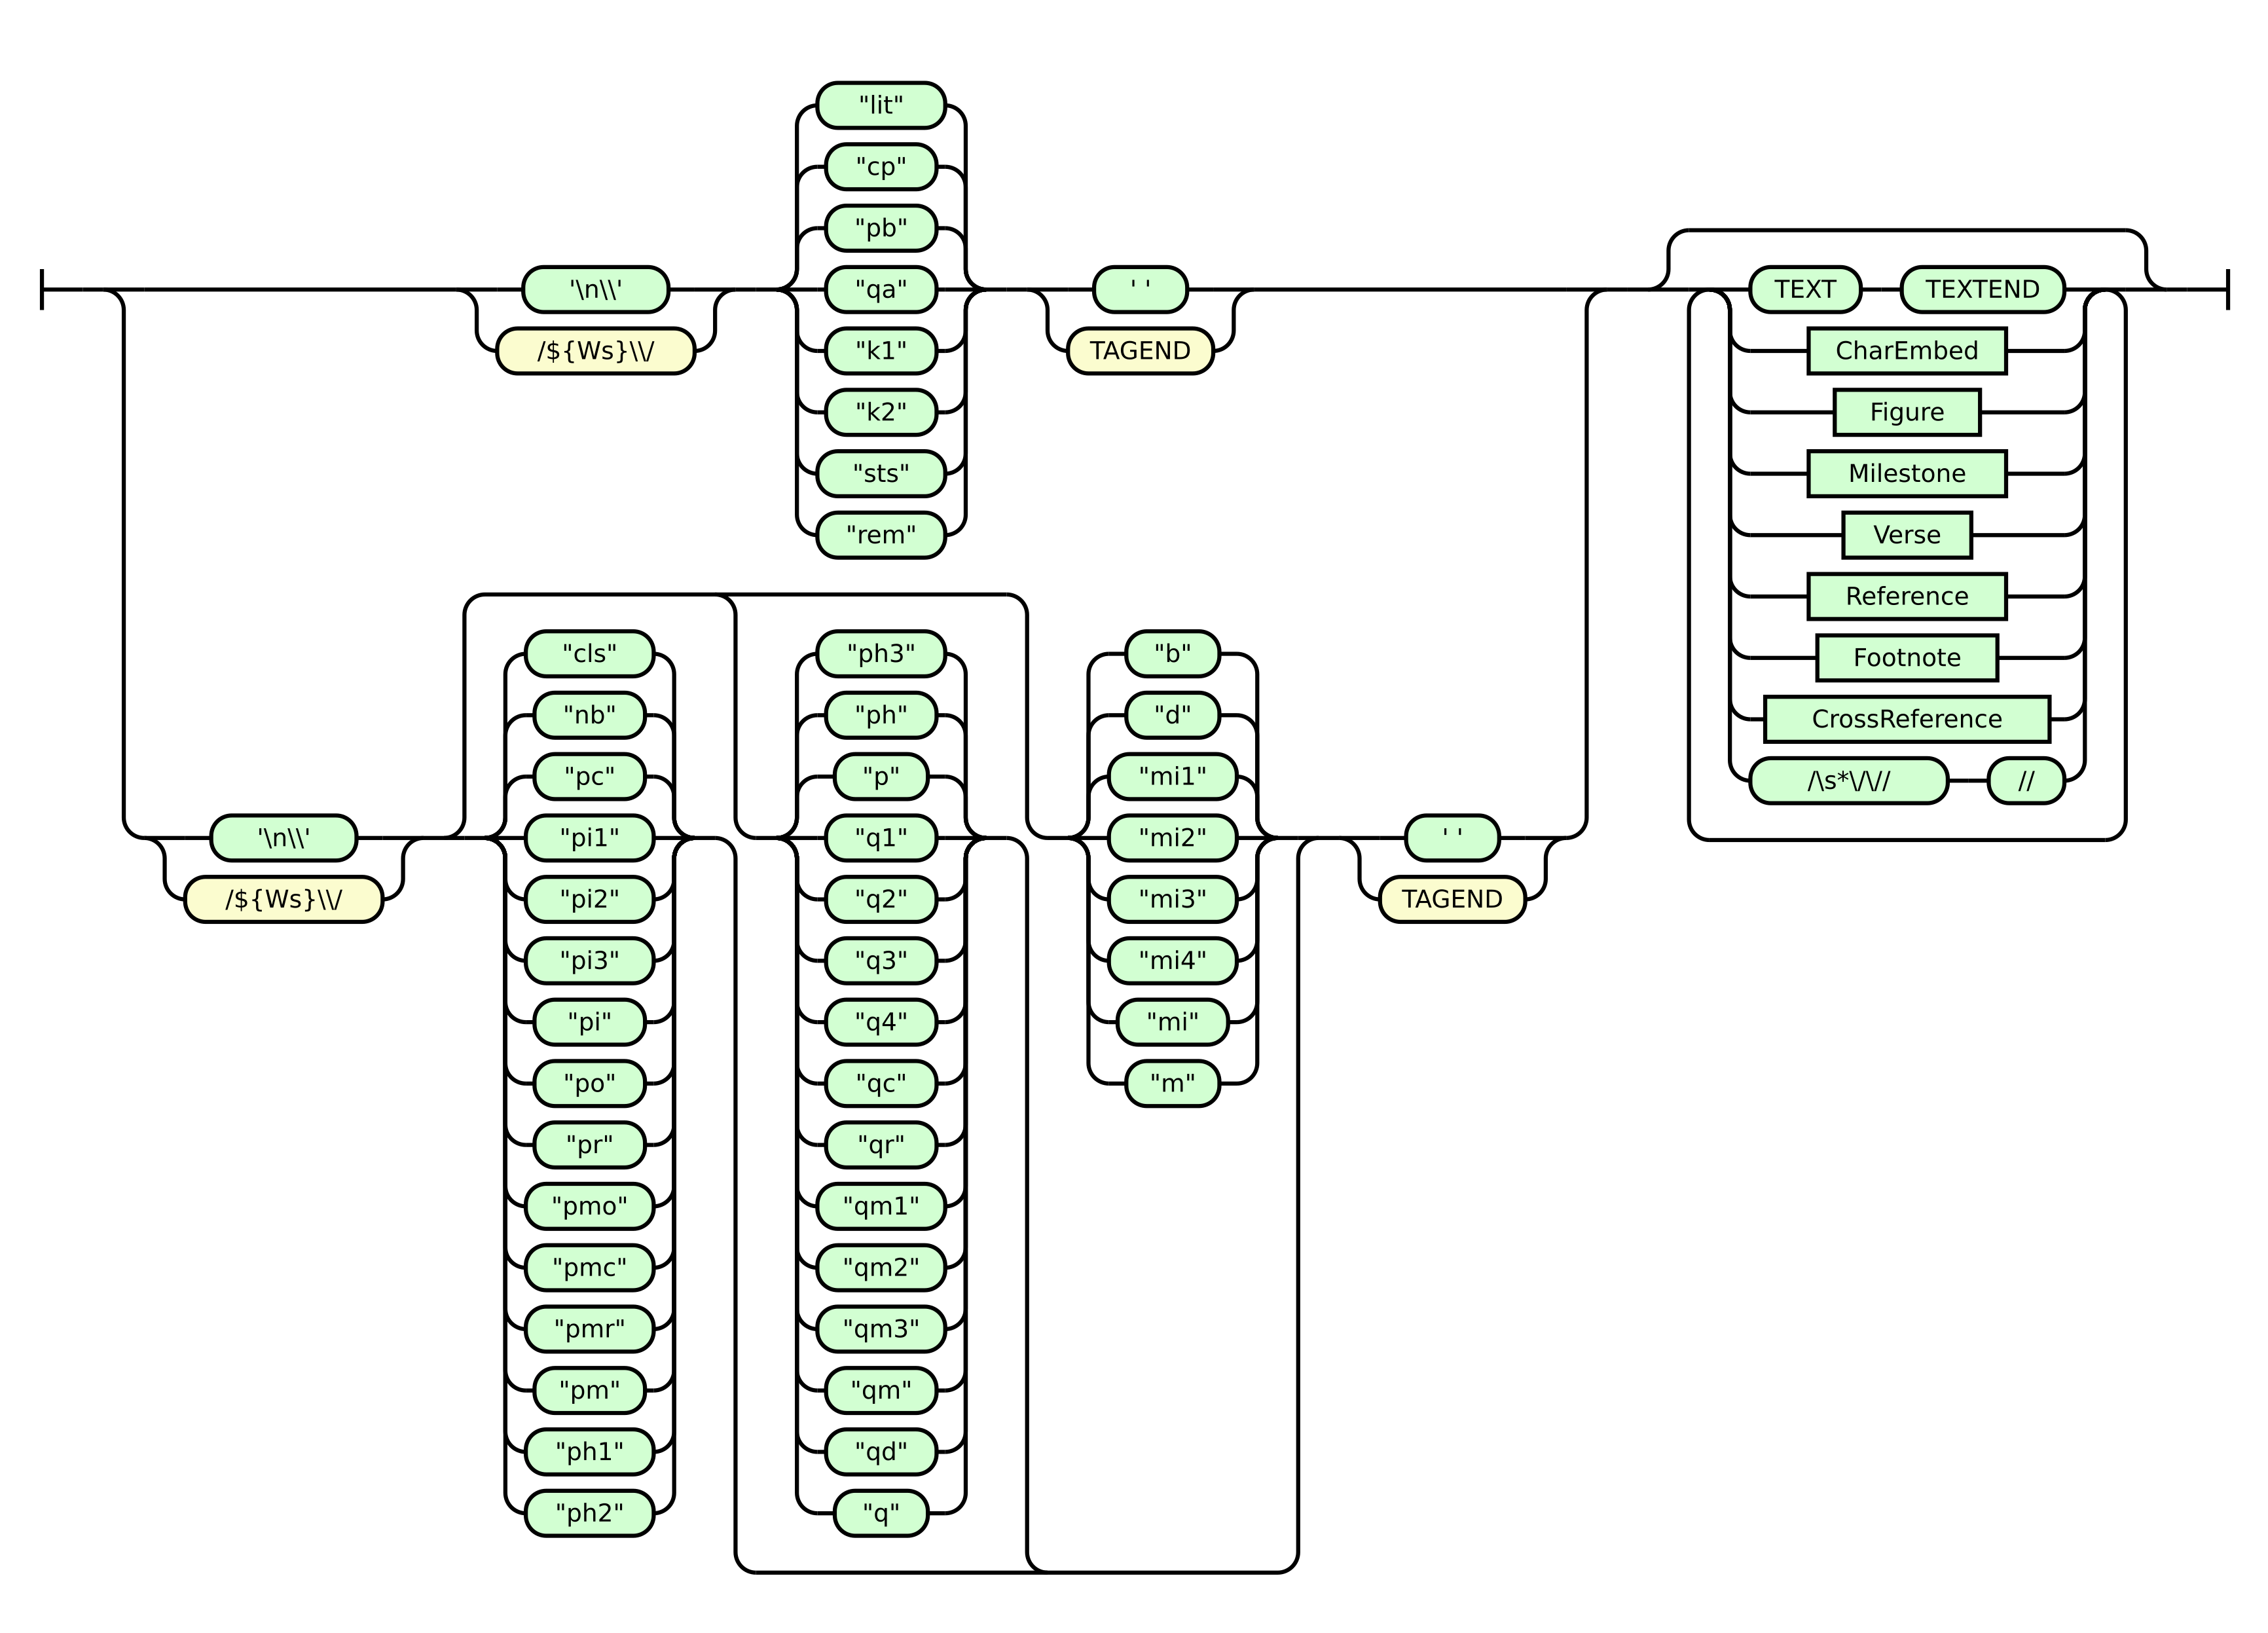 "lit"
"cp"
"pb"
'\n\\' "qa" ' ' TEXT TEXTEND
/${Ws}\\/ "k1" TAGEND CharEmbed
"k2" Figure
"sts" Milestone
"rem" Verse
Reference
"cls" "ph3" "b" Footnote
"nb" "ph" "d" CrossReference
"pc" "p" "mi1" /\s*\/\// //
'\n\\' "pi1" "q1" "mi2" ' '
/${Ws}\\/ "pi2" "q2" "mi3" TAGEND
"pi3" "q3" "mi4"
"pi" "q4" "mi"
"po" "qc" "m"
"pr" "qr"
"pmo" "qm1"
"pmc" "qm2"
"pmr" "qm3"
"pm" "qm"
"ph1" "qd"
"ph2" "q"